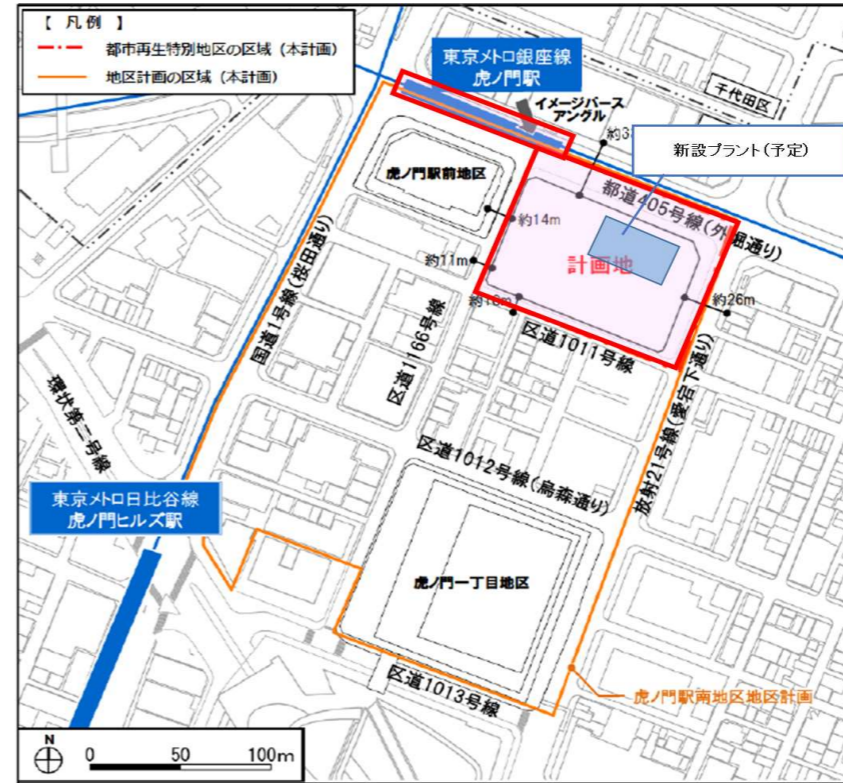 【 凡例 】
都市再生特別地区の区域（本計画）
地区計画の区域（本計画）
東京メトロ銀座線
虎ノ門駅
イメージパース
アングル
千代田区
新設プラント（予定）
虎ノ門駅前地区
都道405号線（外堀通り）
約14m
計画地
約11m
約26m
国道1号線（桜田通り）
区道1166号線
区道1011号線
放射21号線（愛宕下通り）
環状第二号線
区道1012号線（烏森通り）
東京メトロ日比谷線
虎ノ門ヒルズ駅
虎ノ門一丁目地区
区道1013号線
虎ノ門駅南地区地区計画
N
0 50 100m